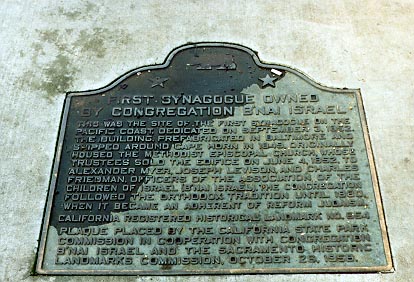 FIRST SYNAGOGUE OWNED
BY CONGREGATION B'NAI ISRAEL
THIS WAS THE SITE OF THE FIRST SYNAGOGUE ON THE
PACIFIC COAST, DEDICATED ON SEPTEMBER 3, 1852
THE BUILDING, PREFABRICATED IN BALTIMORE AND
SHIPPED AROUND CAPE HORN IN 1849, ORIGINALLY
HOUSED THE METHODIST EPISCOPAL CHURCH, WHOSE
TRUSTEES SOLD THE EDIFICE ON JUNE 4, 1852, TO
ALEXANDER MYER, JOSEPH LEVISON, AND CHARLES
FRIEDMAN, OFFICERS OF THE ASSOCIATION OF THE
CHILDREN OF ISRAEL (B'NAI ISRAEL). THE CONGREGATION
FOLLOWED THE ORTHODOX TRADITION UNTIL 1880,
WHEN IT BECAME AN ADHERENT OF REFORM JUDAISM.
CALIFORNIA REGISTERED HISTORICAL LANDMARK NO. 654
PLAQUE PLACED BY THE CALIFORNIA STATE PARK
COMMISSION IN COOPERATION WITH CONGREGATION
B'NAI ISRAEL AND THE SACRAMENTO HISTORIC
LANDMARKS COMMISSION, OCTOBER 25, 1959.